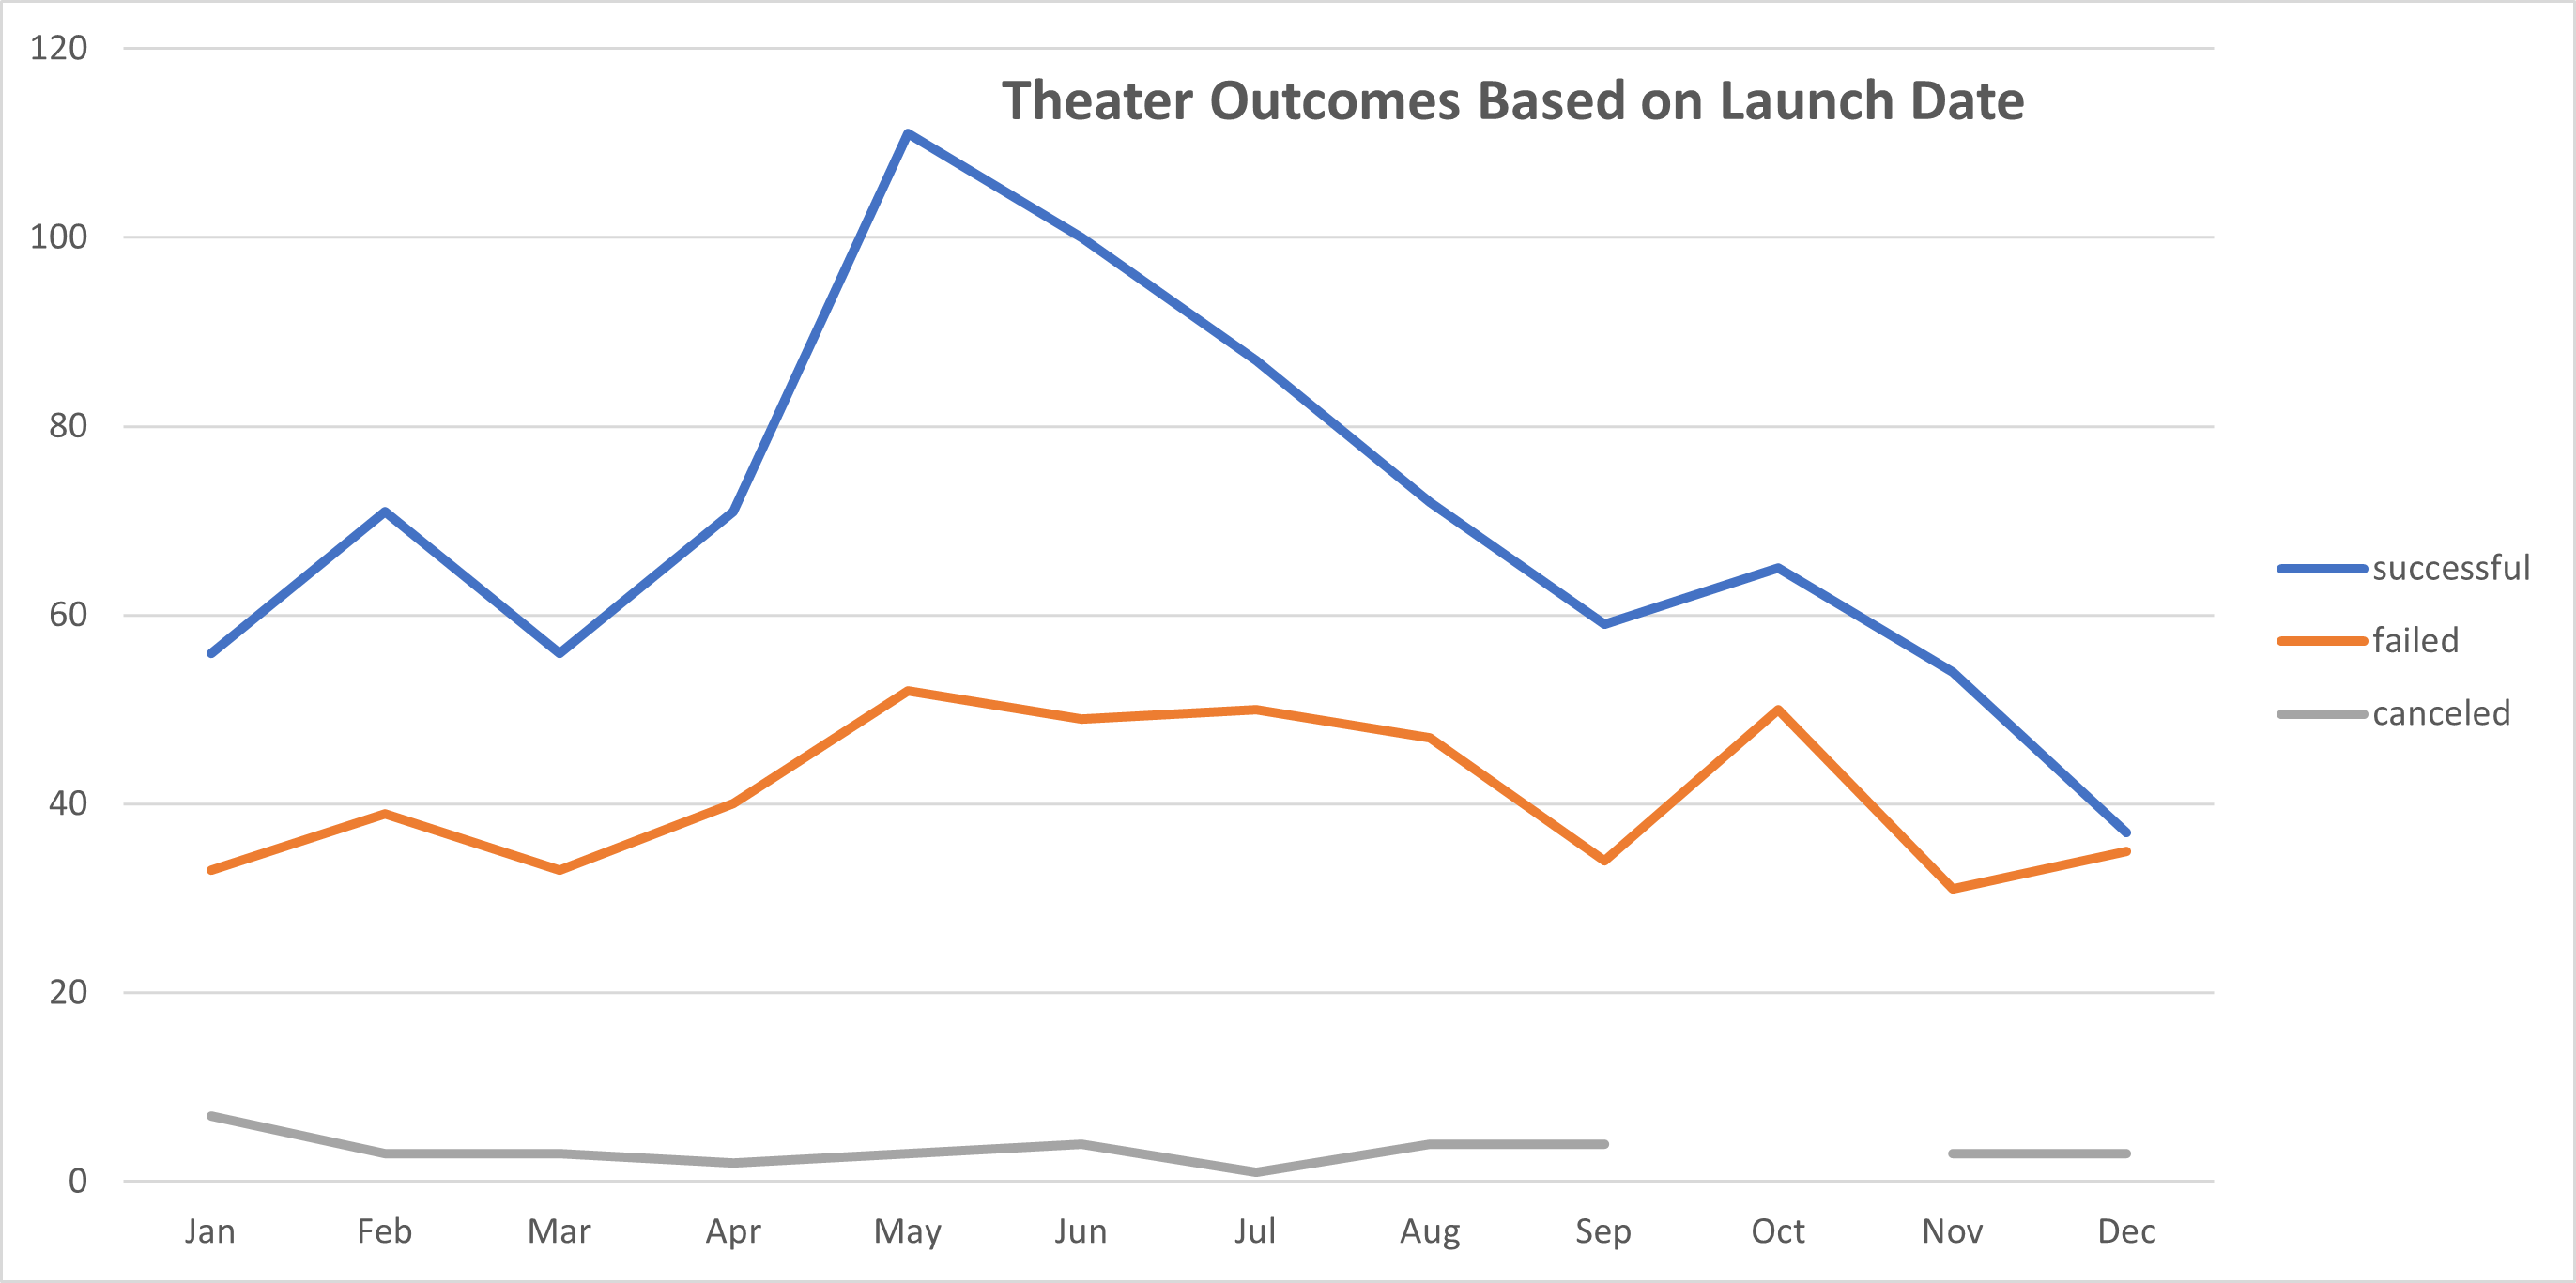 Theater Outcomes Based on Launch Date
120
100
80
60
40
20
0
Jan Feb Mar Apr May Jun Jul Aug Sep Oct Nov Dec
successful
failed
canceled